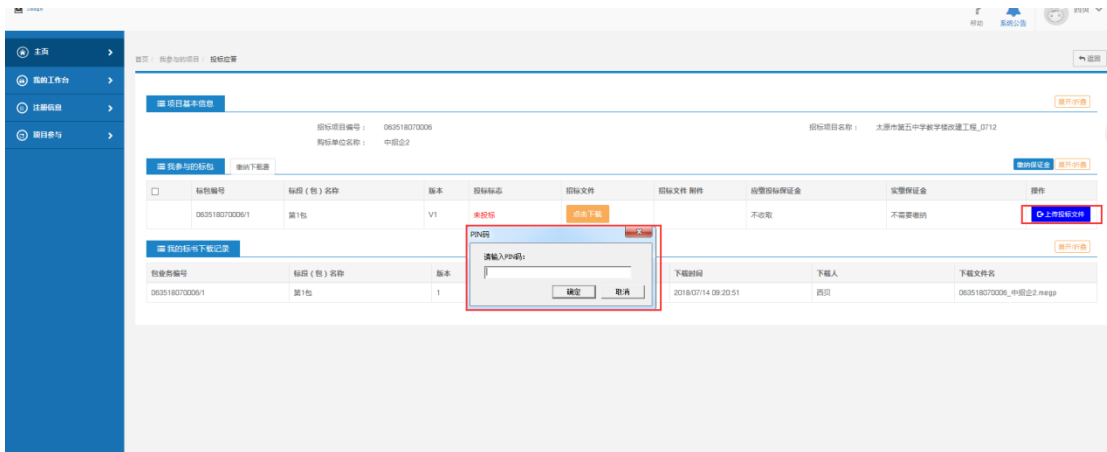 帮助 系统公告
主页
我的工作台
注册信息
项目参与
首页 / 我参与的项目 / 投标应答
返回
项目基本信息 展开/折叠
招标项目编号： 063518070006 招标项目名称： 太原市第五中学教学楼改建工程_0712
购标单位名称： 中招企2
我参与的标包 缴纳下载费 缴纳保证金 展开/折叠
标包编号 标段（包）名称 版本 投标标志 招标文件 招标文件 附件 应缴投标保证金 实缴保证金 操作
063518070006/1 第1包 V1 未投标 点击下载 不收取 不需要缴纳 上传投标文件
PIN码
请输入PIN码:
确定 取消
我的标书下载记录 展开/折叠
包业务编号 标段（包）名称 版本 下载时间 下载人 下载文件名
063518070006/1 第1包 1 2018/07/14 09:20:51 西贝 063518070006_中招企2.megp